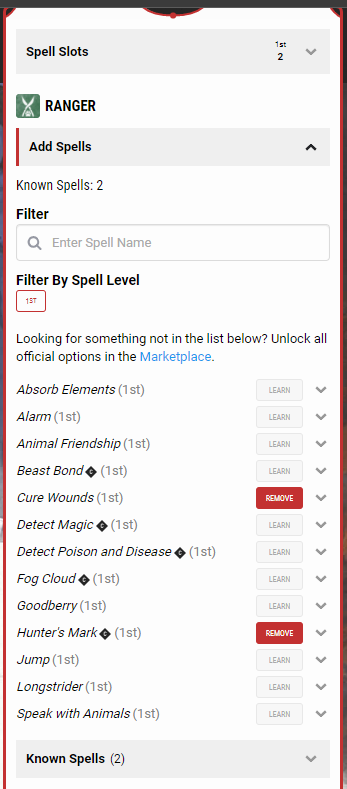 Spell Slots
1st
2
RANGER
Add Spells
Known Spells: 2
Filter
Enter Spell Name
Filter By Spell Level
1ST
Looking for something not in the list below? Unlock all
official options in the Marketplace.
Absorb Elements (1st) LEARN
Alarm (1st) LEARN
Animal Friendship (1st) LEARN
Beast Bond C (1st) LEARN
Cure Wounds (1st) REMOVE
Detect Magic C (1st) LEARN
Detect Poison and Disease C (1st) LEARN
Fog Cloud C (1st) LEARN
Goodberry (1st) LEARN
Hunter's Mark C (1st) REMOVE
Jump (1st) LEARN
Longstrider (1st) LEARN
Speak with Animals (1st) LEARN
Known Spells (2)